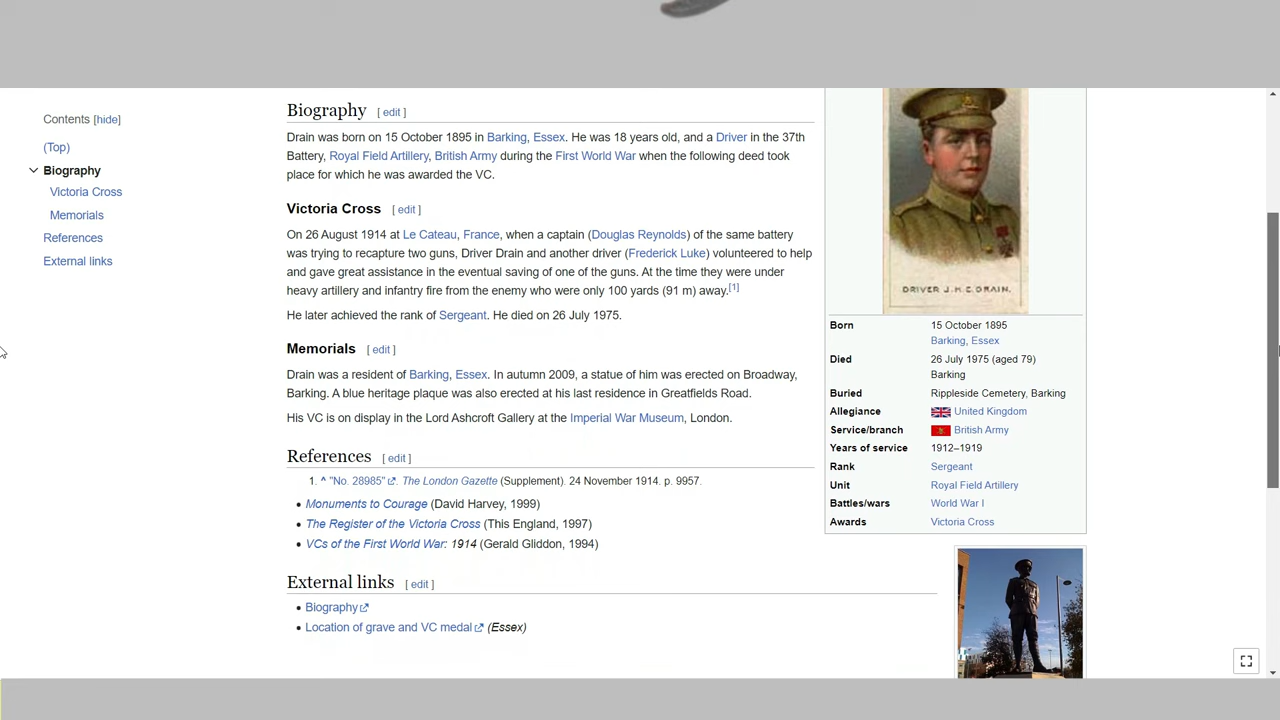 Contents [hide]
(Top)
Biography
Victoria Cross
Memorials
References
External links
Biography [ edit ]
Drain was born on 15 October 1895 in Barking, Essex. He was 18 years old, and a Driver in the 37th
Battery, Royal Field Artillery, British Army during the First World War when the following deed took
place for which he was awarded the VC.
Victoria Cross [ edit ]
On 26 August 1914 at Le Cateau, France, when a captain (Douglas Reynolds) of the same battery
was trying to recapture two guns, Driver Drain and another driver (Frederick Luke) volunteered to help
and gave great assistance in the eventual saving of one of the guns. At the time they were under
heavy artillery and infantry fire from the enemy who were only 100 yards (91 m) away.[1]
He later achieved the rank of Sergeant. He died on 26 July 1975.
Memorials [ edit ]
Drain was a resident of Barking, Essex. In autumn 2009, a statue of him was erected on Broadway,
Barking. A blue heritage plaque was also erected at his last residence in Greatfields Road.
His VC is on display in the Lord Ashcroft Gallery at the Imperial War Museum, London.
References [ edit ]
1. ^ "No. 28985". The London Gazette (Supplement). 24 November 1914. p. 9957.
• Monuments to Courage (David Harvey, 1999)
• The Register of the Victoria Cross (This England, 1997)
• VCs of the First World War: 1914 (Gerald Gliddon, 1994)
External links [ edit ]
• Biography
• Location of grave and VC medal (Essex)
DRIVER J.H.C.DRAIN.
Born 15 October 1895
Barking, Essex
Died 26 July 1975 (aged 79)
Barking
Buried Rippleside Cemetery, Barking
Allegiance United Kingdom
Service/branch British Army
Years of service 1912–1919
Rank Sergeant
Unit Royal Field Artillery
Battles/wars World War I
Awards Victoria Cross